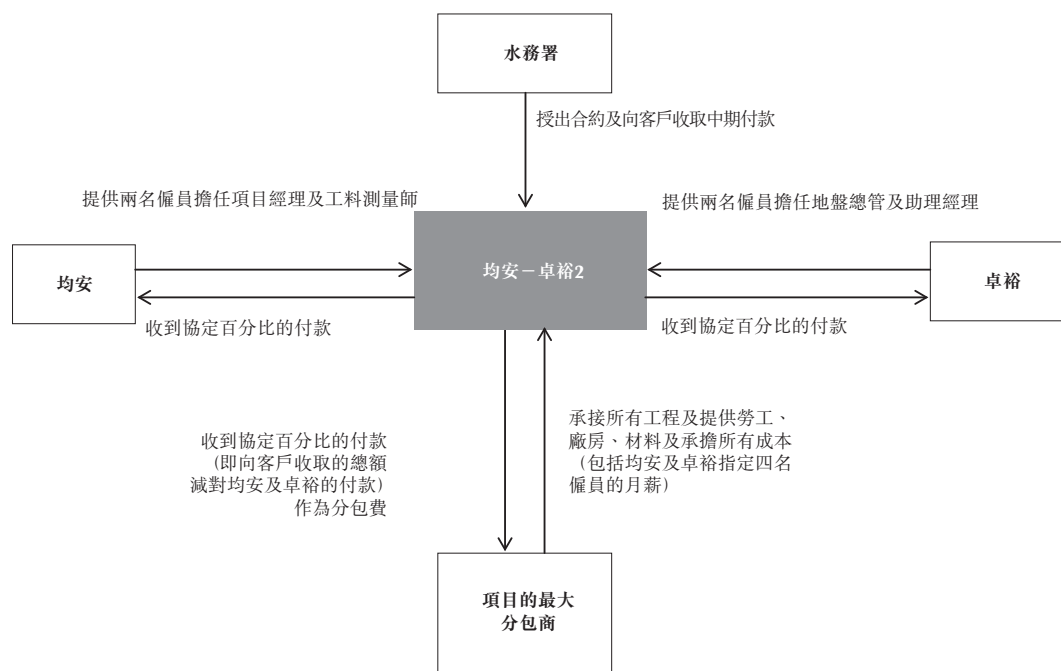 水務署
授出合約及向客戶收取中期付款
提供兩名僱員擔任項目經理及工料測量師
提供兩名僱員擔任地盤總管及助理經理
均安
均安－卓裕2
卓裕
收到協定百分比的付款
收到協定百分比的付款
收到協定百分比的付款
（即向客戶收取的總額
減對均安及卓裕的付款）
作為分包費
承接所有工程及提供勞工、
廠房、材料及承擔所有成本
（包括均安及卓裕指定四名
僱員的月薪）
項目的最大
分包商